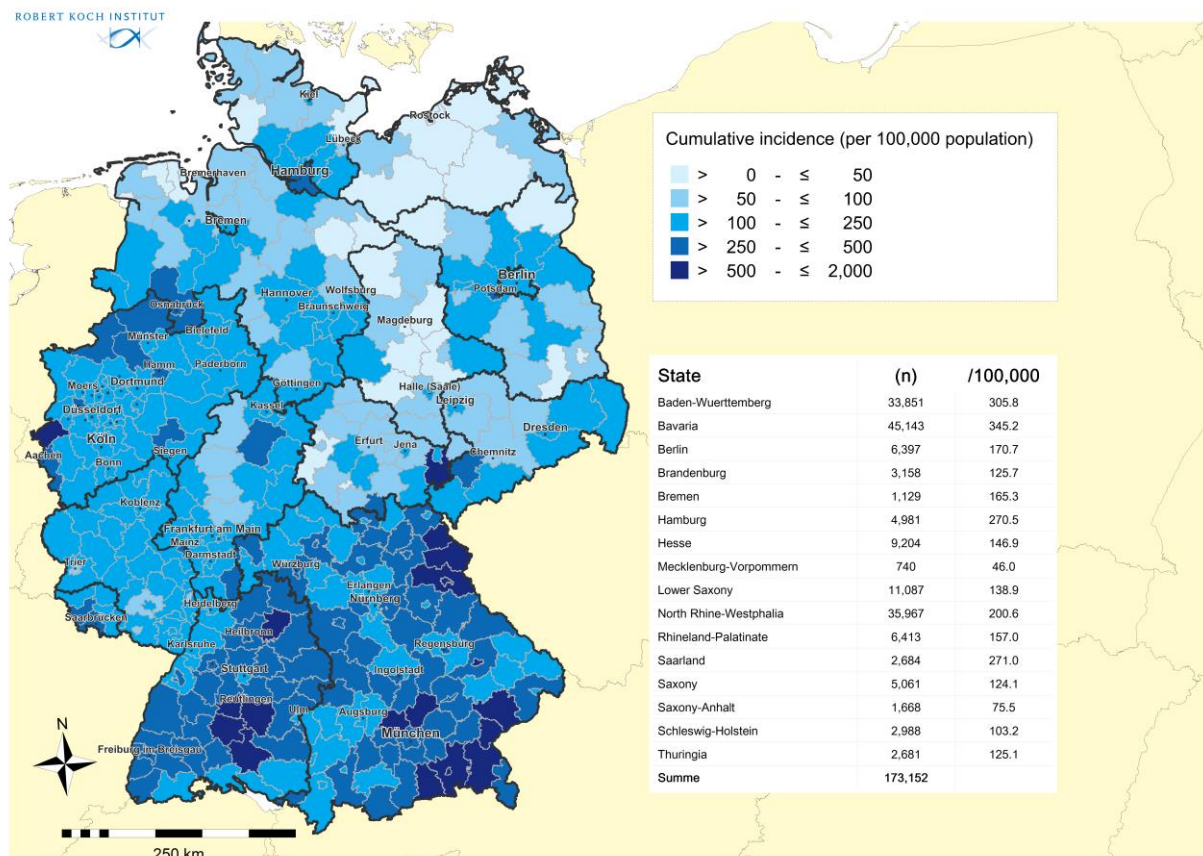 ROBERT KOCH INSTITUT
Kiel
Rostock
Lübeck
Bremerhaven
Hamburg
Bremen
Berlin
Wolfsburg
Hannover
Potsdam
Osnabrück
Braunschweig
Magdeburg
Münster
Bielefeld
Hamm
Paderborn
Moers
Dortmund
Göttingen
Halle (Saale)
Düsseldorf
Kassel
Leipzig
Köln
Dresden
Erfurt
Jena
Aachen
Siegen
Chemnitz
Bonn
Koblenz
Frankfurt am Main
Mainz
Darmstadt
Trier
Würzburg
Erlangen
Nürnberg
Heidelberg
Saarbrücken
Heilbronn
Karlsruhe
Regensburg
Stuttgart
Ingolstadt
Reutlingen
Ulm
Augsburg
München
Freiburg im Breisgau
N
250 km
Cumulative incidence (per 100,000 population)
> 0 - ≤ 50
> 50 - ≤ 100
> 100 - ≤ 250
> 250 - ≤ 500
> 500 - ≤ 2,000
State (n) /100,000
Baden-Wuerttemberg 33,851 305.8
Bavaria 45,143 345.2
Berlin 6,397 170.7
Brandenburg 3,158 125.7
Bremen 1,129 165.3
Hamburg 4,981 270.5
Hesse 9,204 146.9
Mecklenburg-Vorpommern 740 46.0
Lower Saxony 11,087 138.9
North Rhine-Westphalia 35,967 200.6
Rhineland-Palatinate 6,413 157.0
Saarland 2,684 271.0
Saxony 5,061 124.1
Saxony-Anhalt 1,668 75.5
Schleswig-Holstein 2,988 103.2
Thuringia 2,681 125.1
Summe 173,152